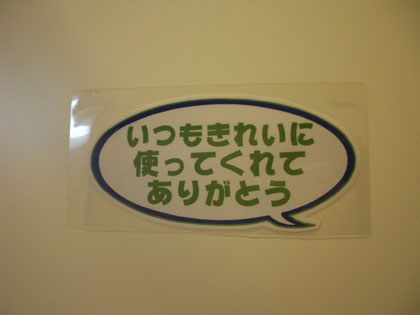 いつもきれいに
使ってくれて
ありがとう